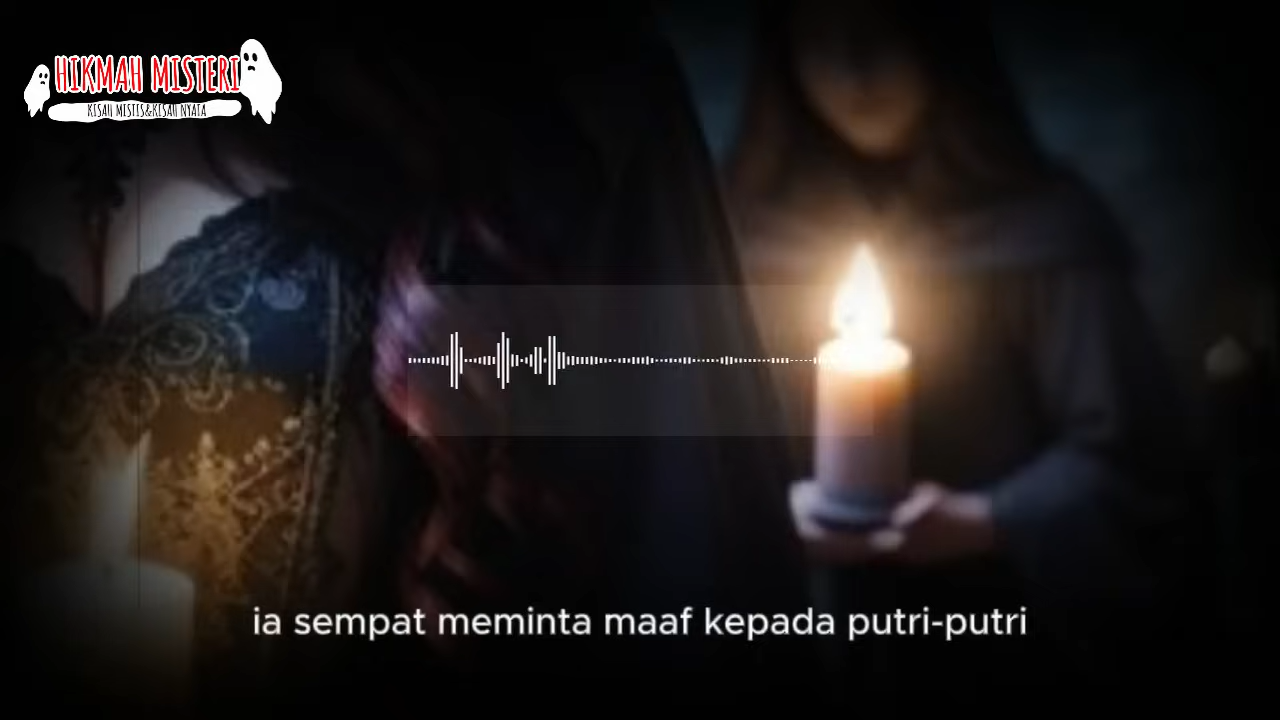 HIKMAH MISTERI
KISAH MISTIS&KISAH NYATA
ia sempat meminta maaf kepada putri-putri